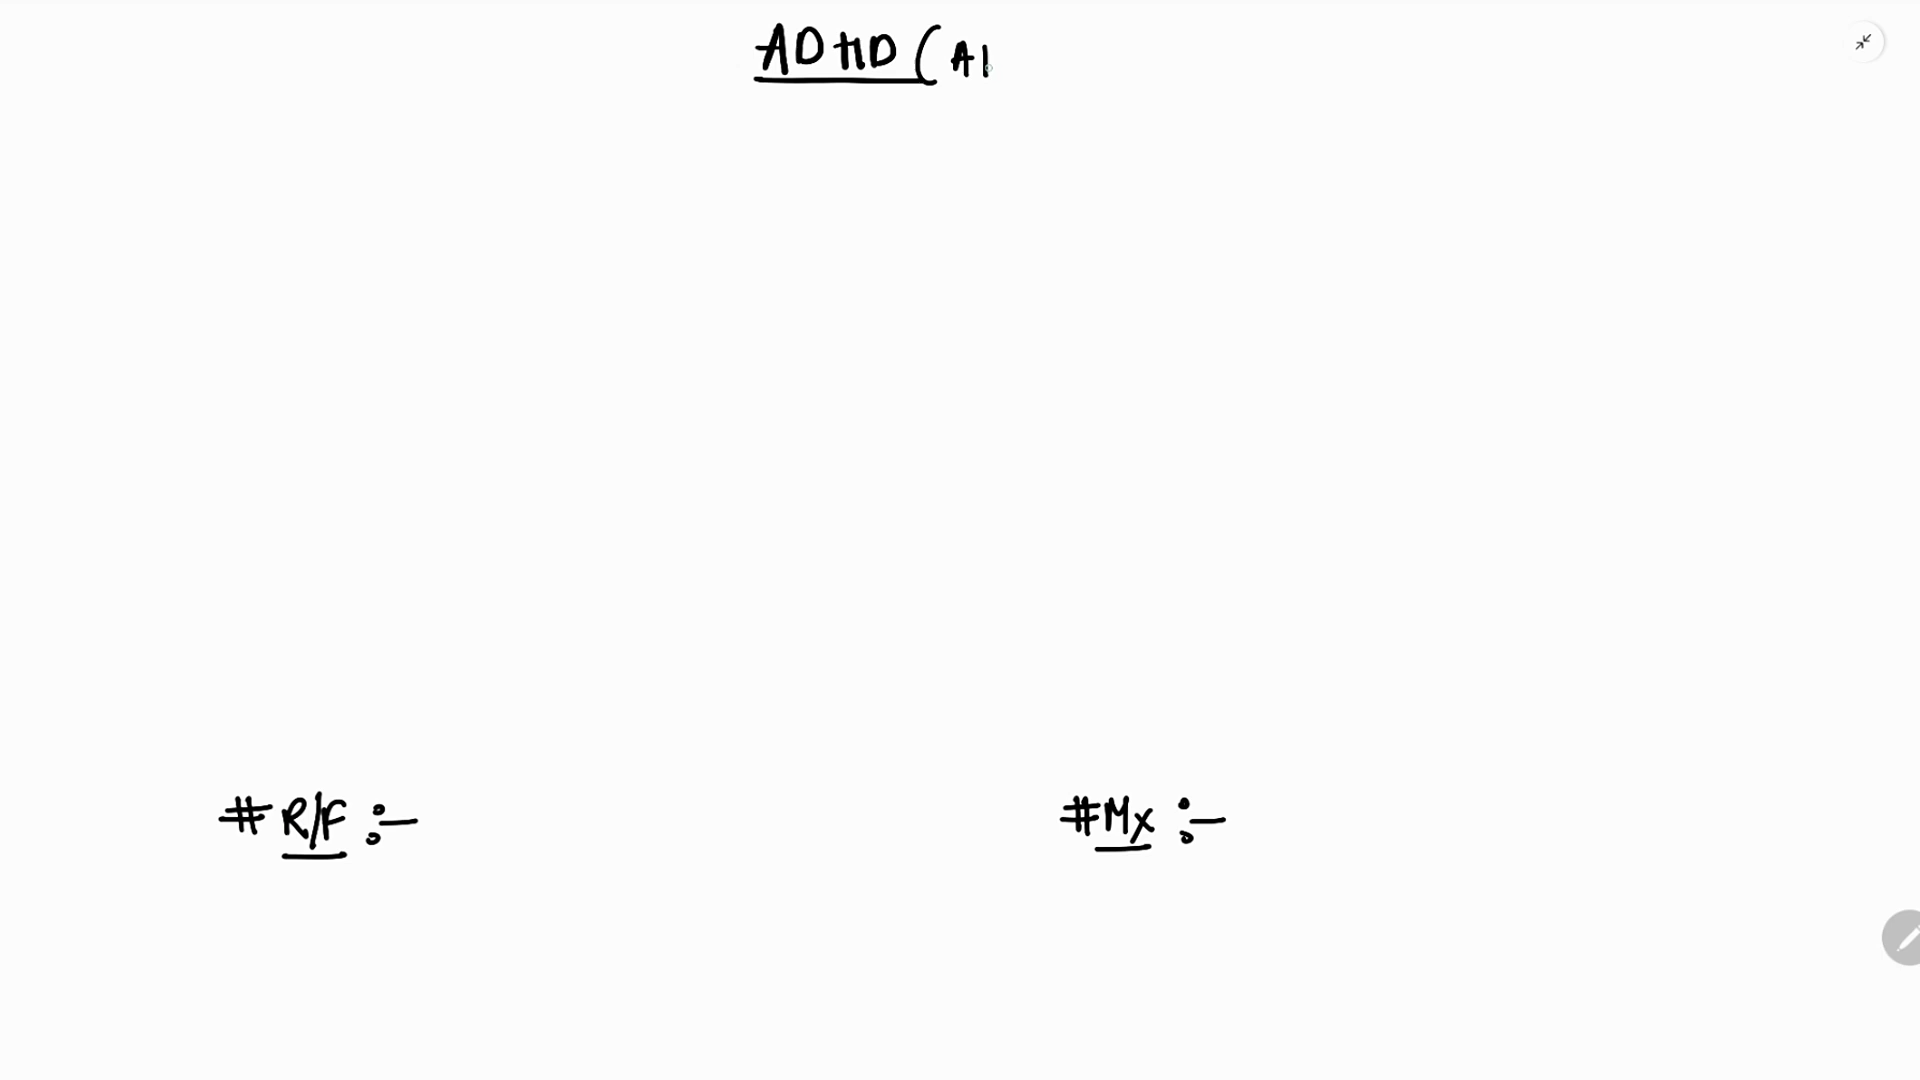 ADHD (A
# R/F :-
# Mx :-